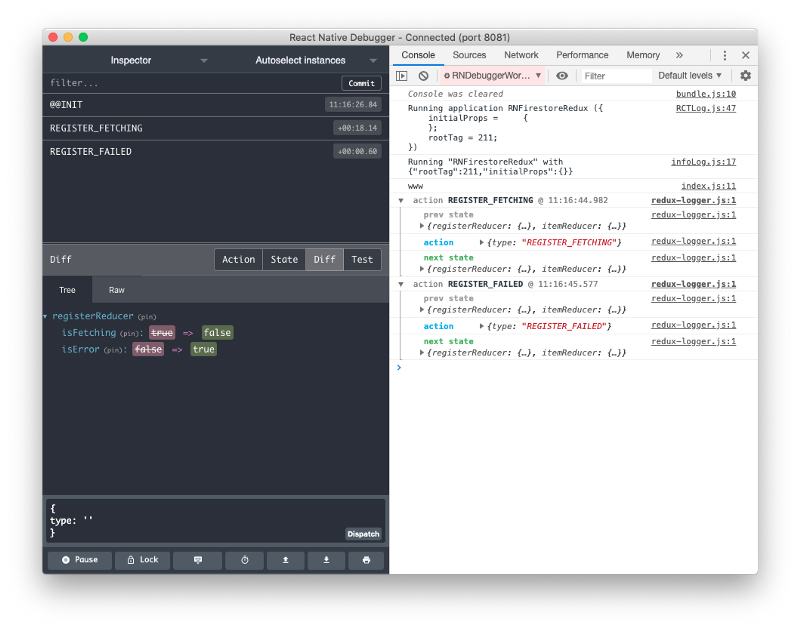 React Native Debugger - Connected (port 8081)
Inspector
Autoselect instances
filter...
Commit
@@INIT
11:16:26.84
REGISTER_FETCHING
+00:18.14
REGISTER_FAILED
+00:00.60
Diff
Action
State
Diff
Test
Tree
Raw
registerReducer (pin)
isFetching (pin): true => false
isError (pin): false => true
{
type: ''
}
Dispatch
Pause
Lock
Console
Sources
Network
Performance
Memory
»
RNDebuggerWor...
Filter
Default levels
Console was cleared
bundle.js:10
Running application RNFirestoreRedux ({
RCTLog.js:47
initialProps = {
};
rootTag = 211;
})
Running "RNFirestoreRedux" with
infoLog.js:17
{"rootTag":211,"initialProps":{}}
www
index.js:11
action REGISTER_FETCHING @ 11:16:44.982
redux-logger.js:1
prev state
redux-logger.js:1
{registerReducer: {…}, itemReducer: {…}}
action {type: "REGISTER_FETCHING"}
redux-logger.js:1
next state
redux-logger.js:1
{registerReducer: {…}, itemReducer: {…}}
action REGISTER_FAILED @ 11:16:45.577
redux-logger.js:1
prev state
redux-logger.js:1
{registerReducer: {…}, itemReducer: {…}}
action {type: "REGISTER_FAILED"}
redux-logger.js:1
next state
redux-logger.js:1
{registerReducer: {…}, itemReducer: {…}}